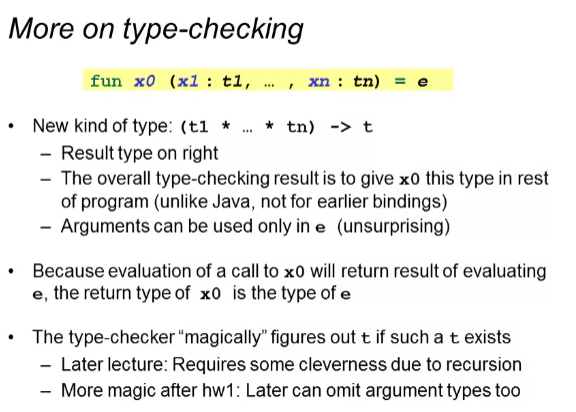 More on type-checking
fun x0 (x1 : t1, … , xn : tn) = e
• New kind of type: (t1 * … * tn) -> t
– Result type on right
– The overall type-checking result is to give x0 this type in rest
of program (unlike Java, not for earlier bindings)
– Arguments can be used only in e (unsurprising)
• Because evaluation of a call to x0 will return result of evaluating
e, the return type of x0 is the type of e
• The type-checker “magically” figures out t if such a t exists
– Later lecture: Requires some cleverness due to recursion
– More magic after hw1: Later can omit argument types too